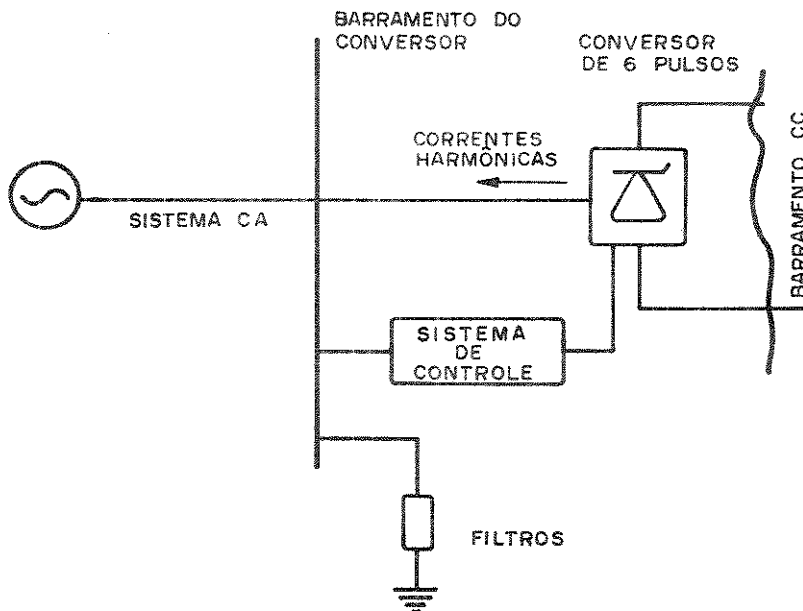 BARRAMENTO DO
CONVERSOR
CONVERSOR
DE 6 PULSOS
CORRENTES
HARMÔNICAS
SISTEMA CA
BARRAMENTO CC
SISTEMA
DE
CONTROLE
FILTROS